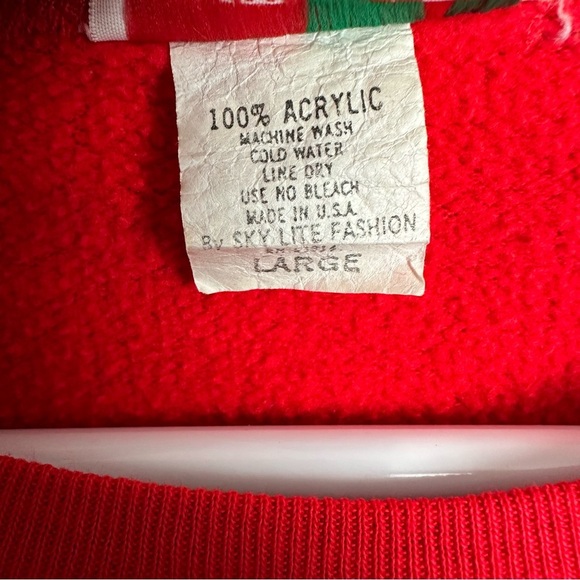 100% ACRYLIC
MACHINE WASH
COLD WATER
LINE DRY
USE NO BLEACH
MADE IN U.S.A
By SKY LITE FASHION
LARGE